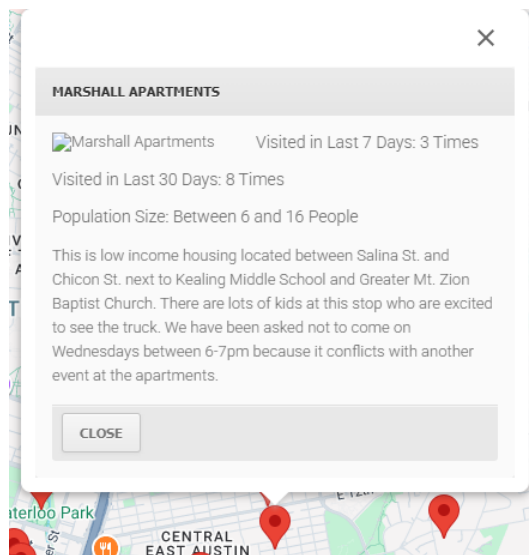 MARSHALL APARTMENTS
Marshall Apartments
Visited in Last 7 Days: 3 Times
Visited in Last 30 Days: 8 Times
Population Size: Between 6 and 16 People
This is low income housing located between Salina St. and
Chicon St. next to Kealing Middle School and Greater Mt. Zion
Baptist Church. There are lots of kids at this stop who are excited
to see the truck. We have been asked not to come on
Wednesdays between 6-7pm because it conflicts with another
event at the apartments.
CLOSE
Park
CENTRAL
EAST AUSTIN